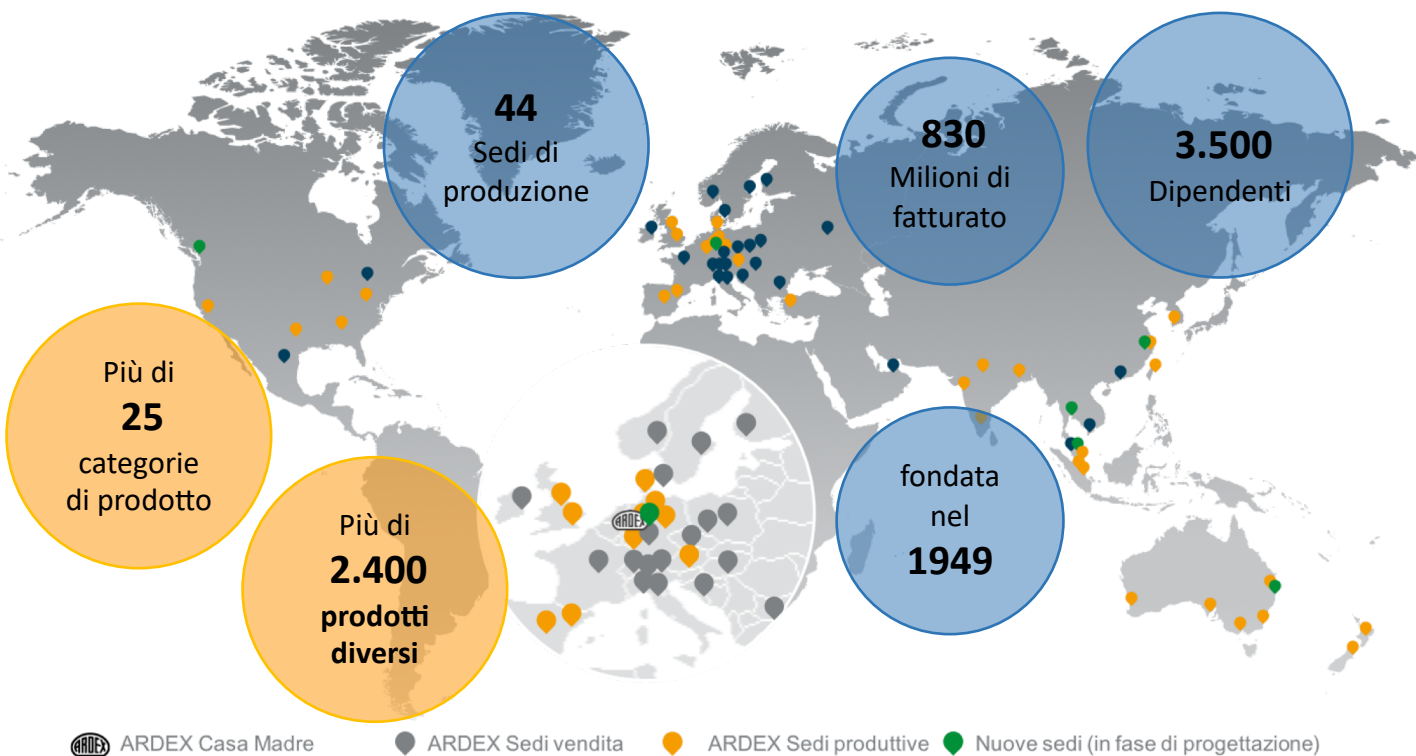 44
Sedi di
produzione
830
Milioni di
fatturato
3.500
Dipendenti
Più di
25
categorie
di prodotto
Più di
2.400
prodotti
diversi
fondata
nel
1949
ARDEX
ARDEX ARDEX Casa Madre
ARDEX Sedi vendita
ARDEX Sedi produttive
Nuove sedi (in fase di progettazione)